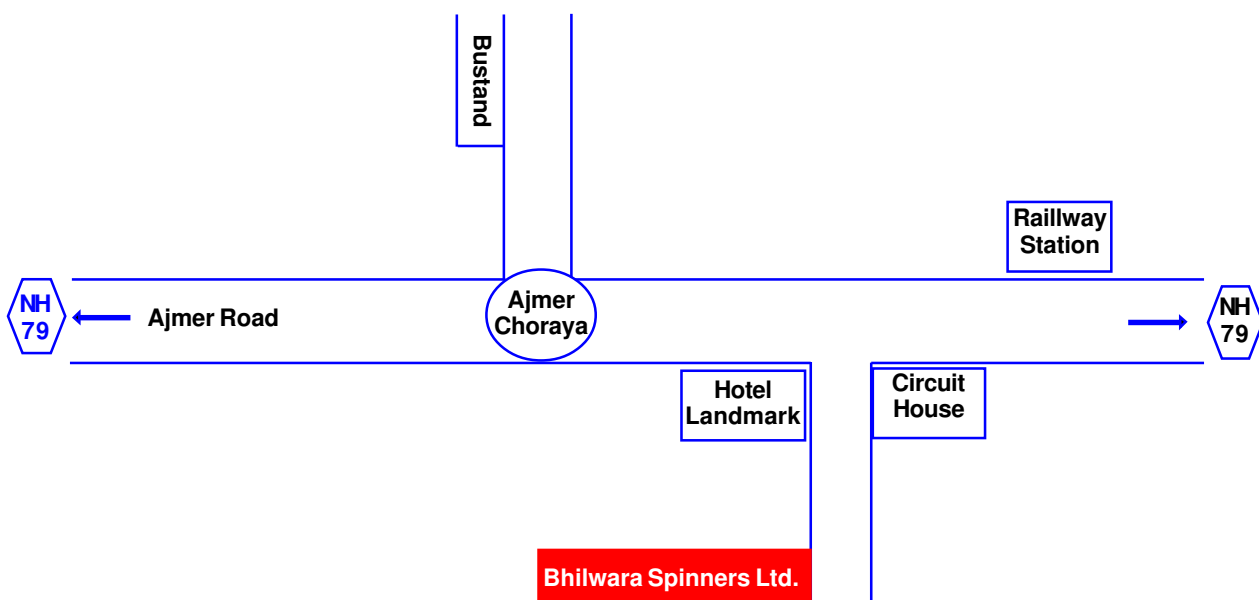 Bustand
Raillway
Station
NH
79
Ajmer Road
Ajmer
Choraya
NH
79
Hotel
Landmark
Circuit
House
Bhilwara Spinners Ltd.